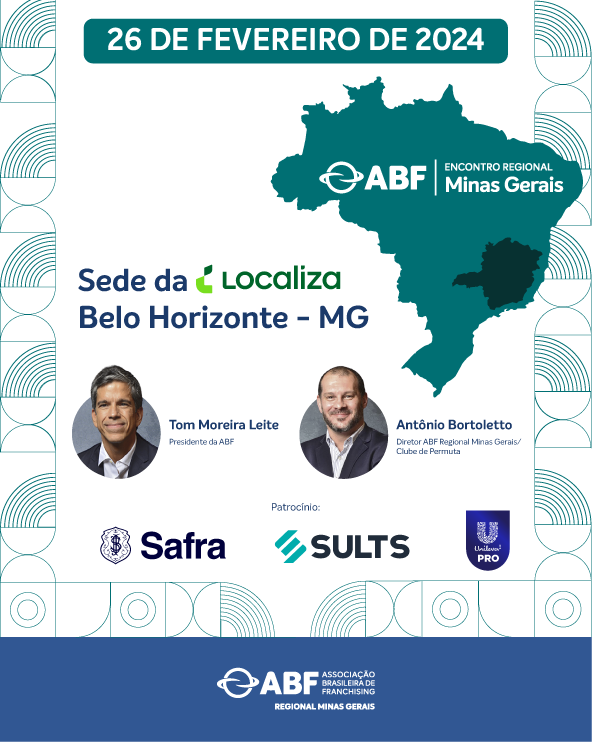 26 DE FEVEREIRO DE 2024
ABF
ENCONTRO REGIONAL
Minas Gerais
Sede da Localiza
Belo Horizonte - MG
Tom Moreira Leite
Presidente da ABF
Antônio Bortoletto
Diretor ABF Regional Minas Gerais/
Clube de Permuta
Patrocínio:
Safra
SULTS
Unilever
PRO
ABF
ASSOCIAÇÃO
BRASILEIRA DE
FRANCHISING
REGIONAL MINAS GERAIS